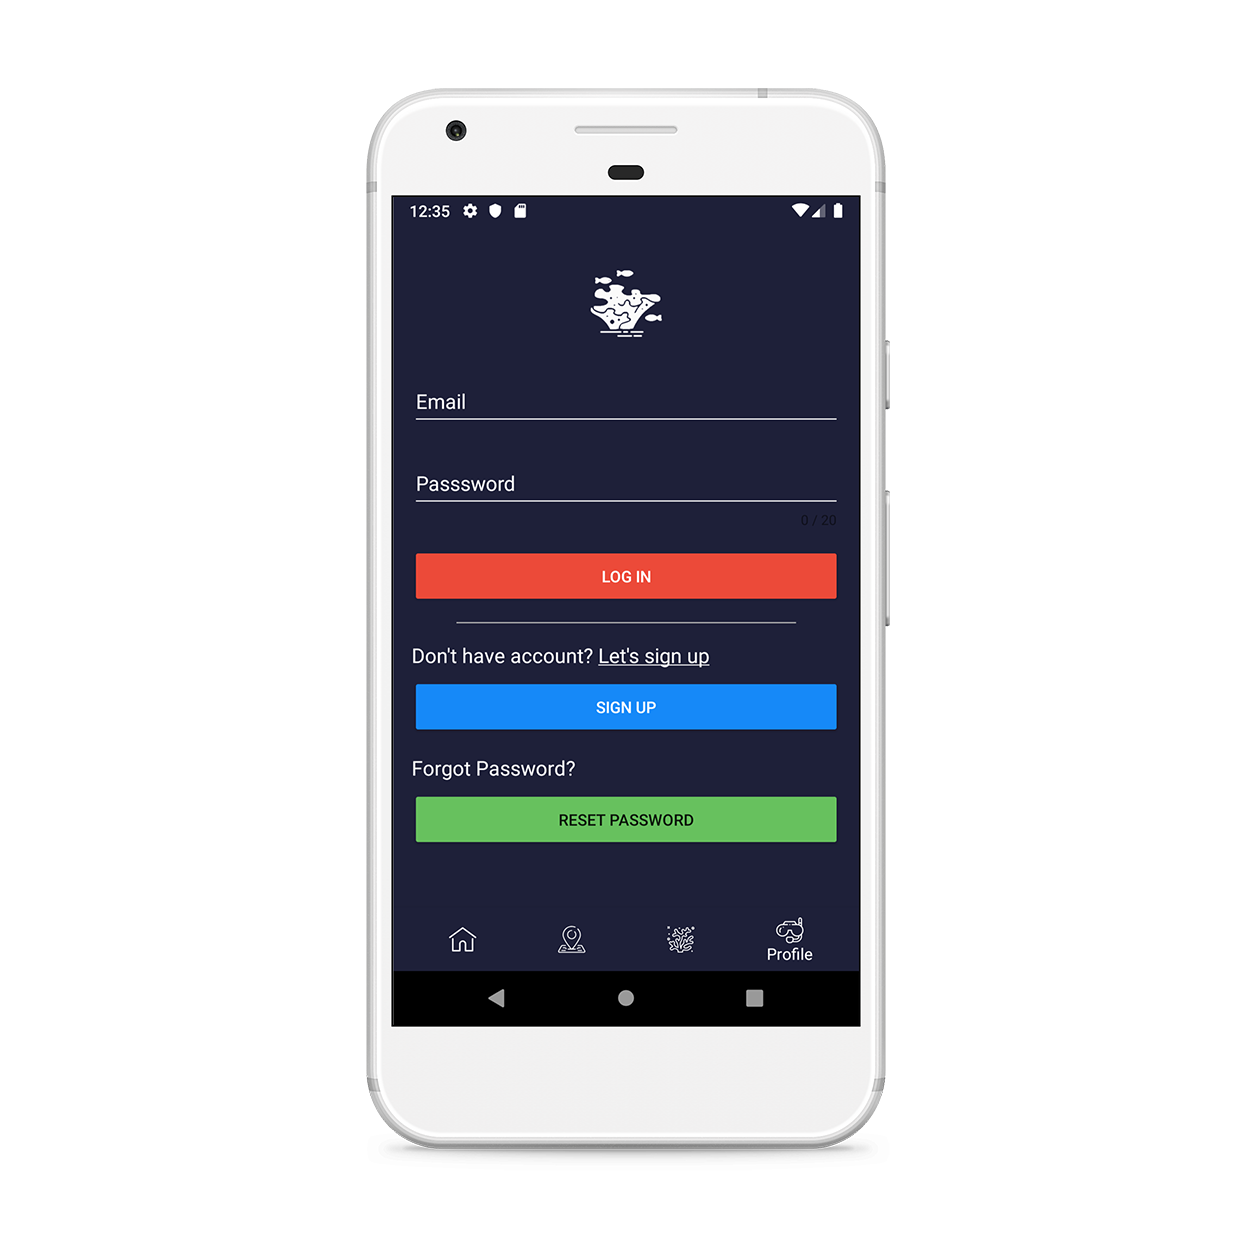 12:35
Email
Passsword
0 / 20
LOG IN
Don't have account? Let's sign up
SIGN UP
Forgot Password?
RESET PASSWORD
Profile